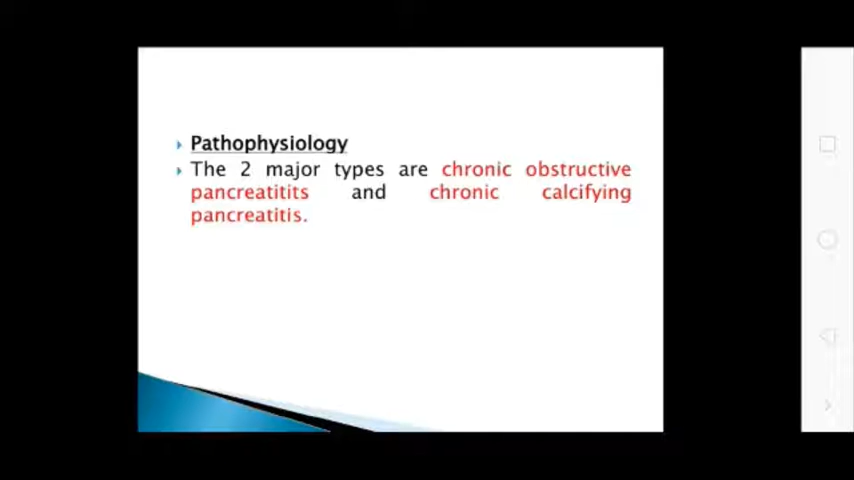 Pathophysiology
The 2 major types are chronic obstructive
pancreatitits and chronic calcifying
pancreatitis.